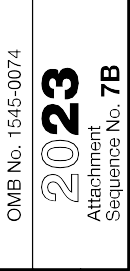 OMB No. 1545-0074
2023
Attachment
Sequence No. 7B